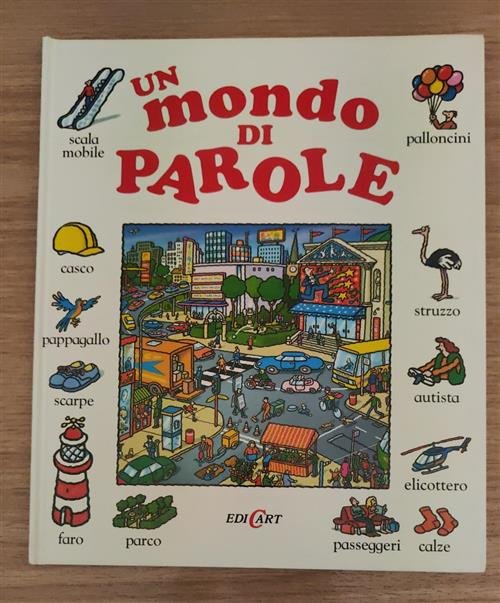 UN
mondo
DI
PAROLE
scala
mobile
palloncini
casco
pappagallo
scarpe
faro
parco
struzzo
autista
elicottero
passeggeri
calze
EDICART